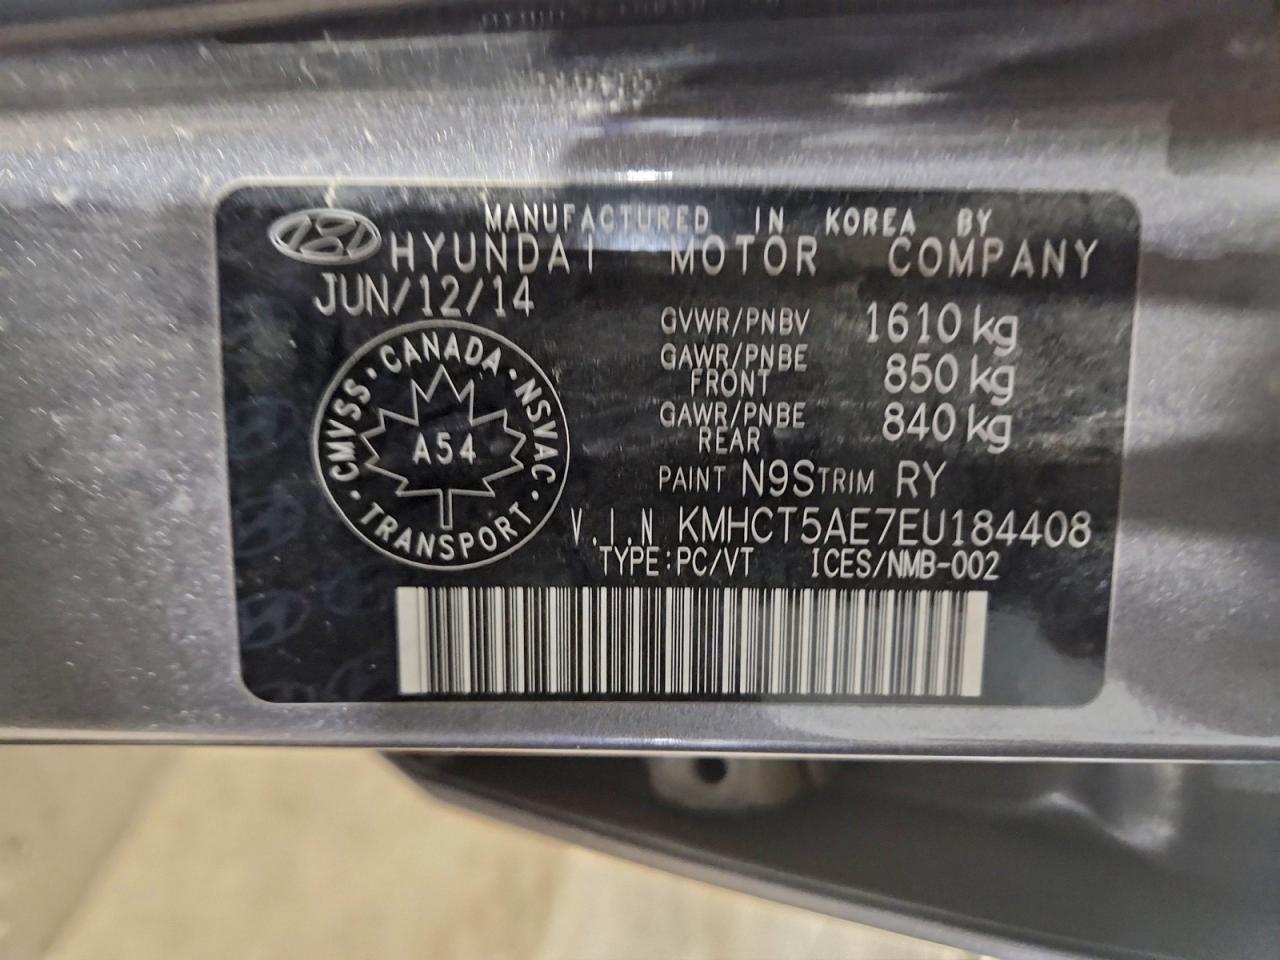 MANUFACTURED IN KOREA BY
HYUNDAI MOTOR COMPANY
JUN/12/14
GVWR/PNBV 1610 kg
GAWR/PNBE FRONT 850 kg
GAWR/PNBE REAR 840 kg
CANADA · NSVAC · TRANSPORT · CMVSS ·
A54
PAINT N9S TRIM RY
V.I.N KMHCT5AE7EU184408
TYPE:PC/VT ICES/NMB-002